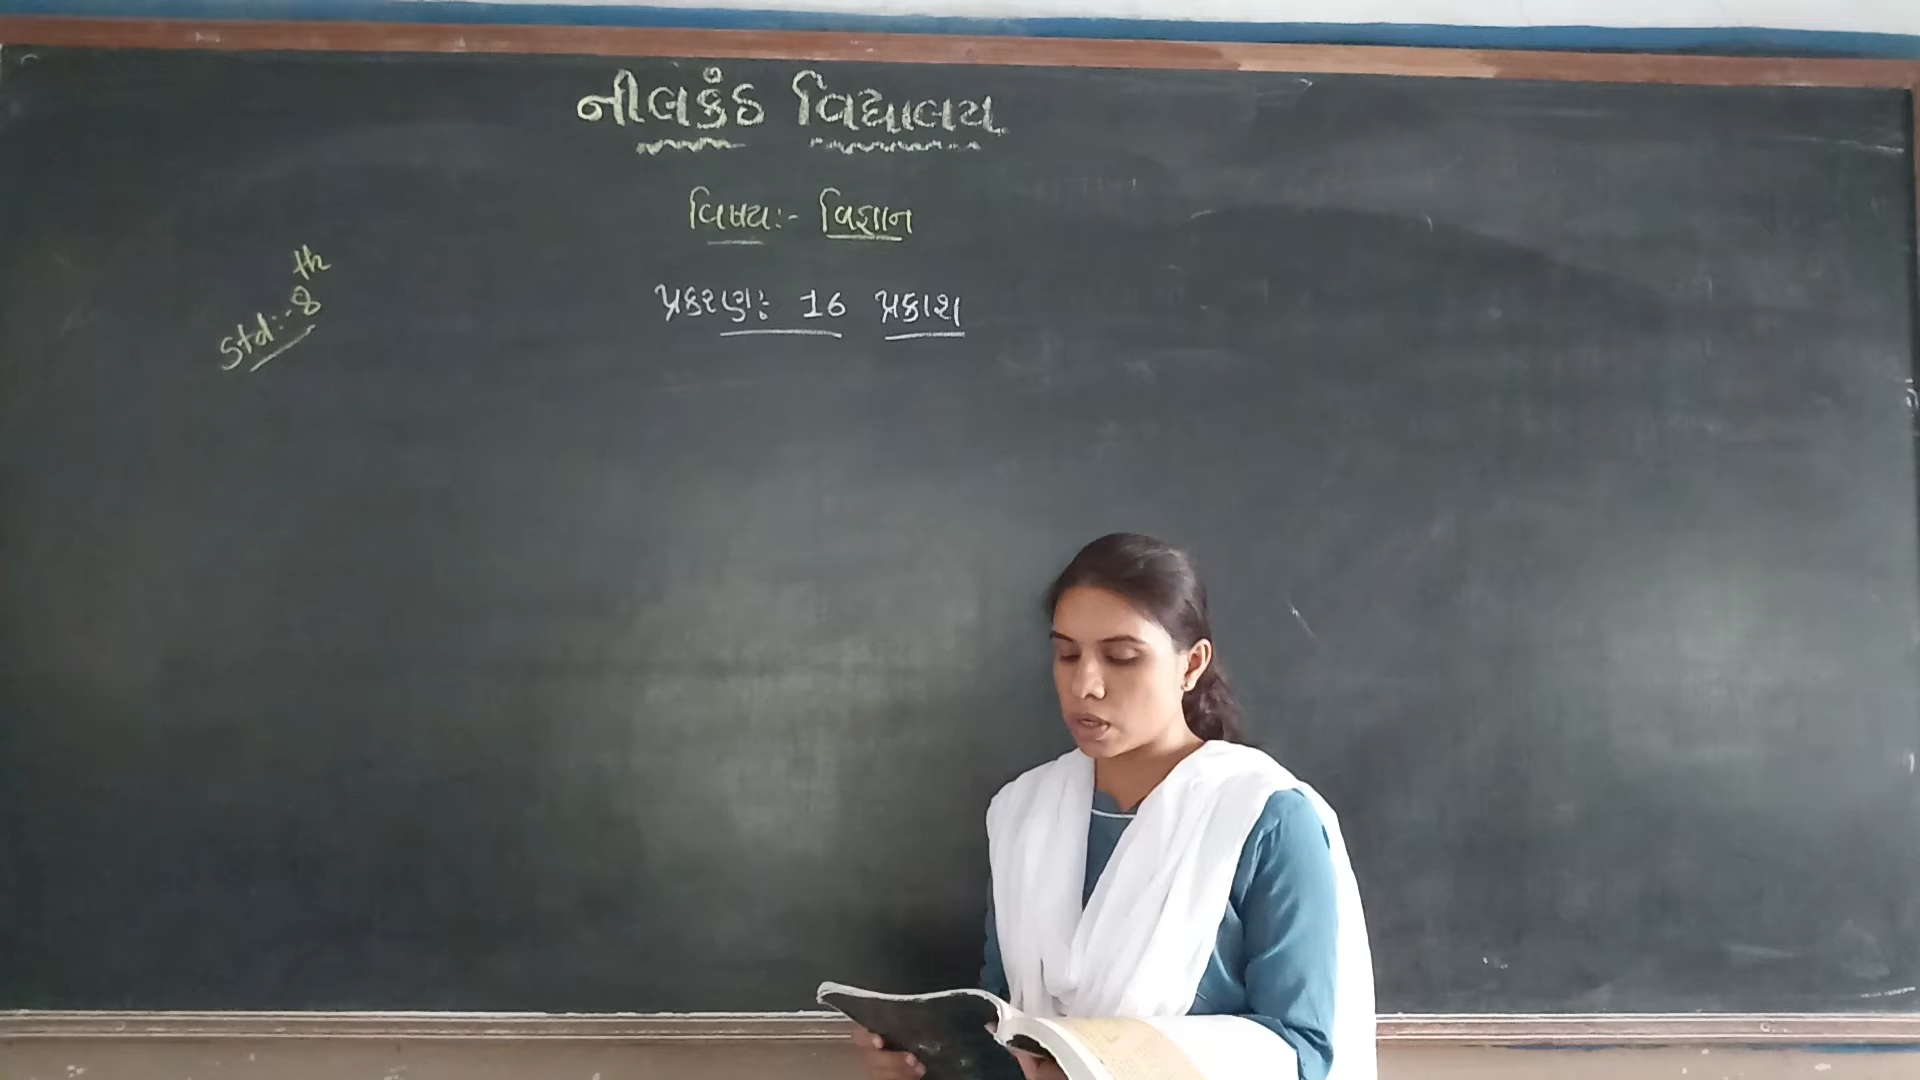 નીલકંઠ વિદ્યાલય
વિષય:- વિજ્ઞાન
Std:- 8th
પ્રકરણ: 16 પ્રકાશ